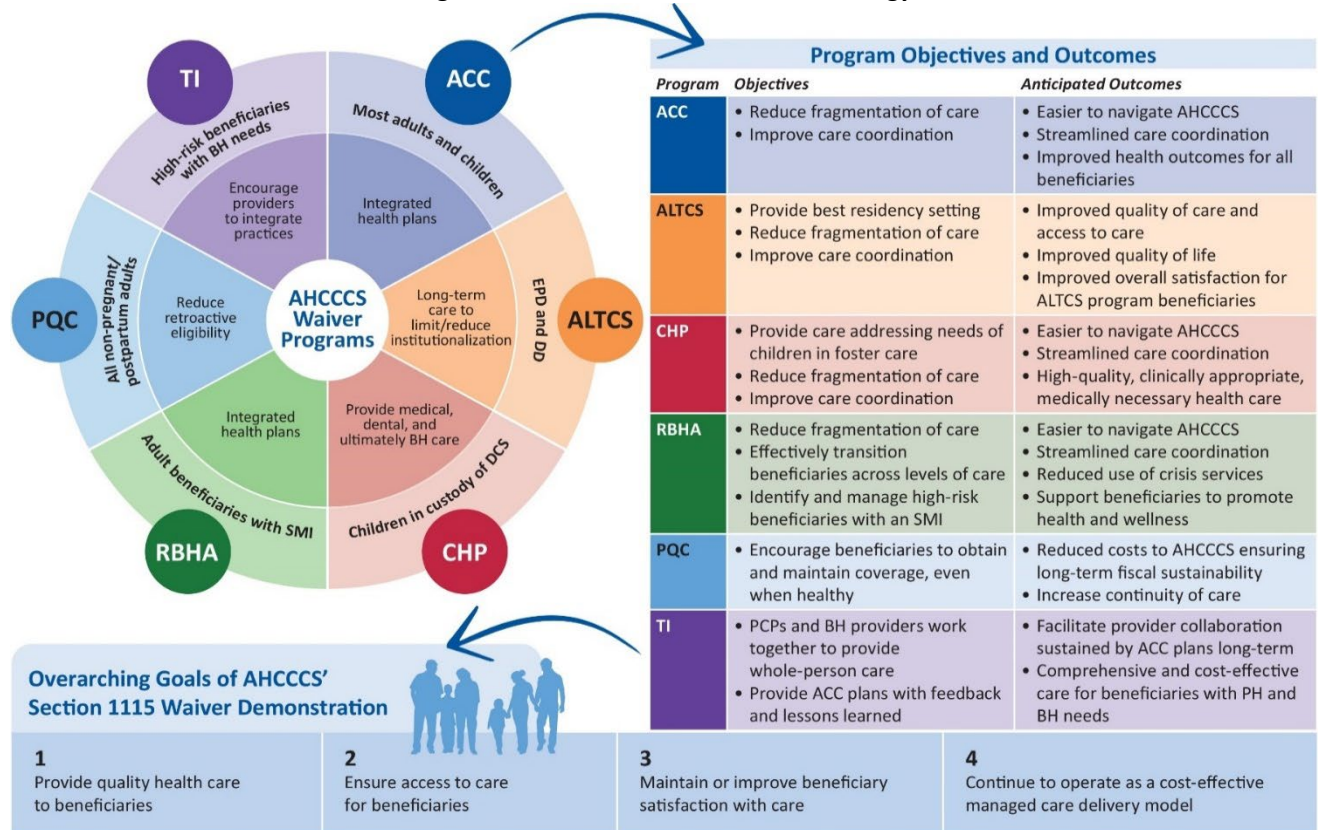 TI
High-risk beneficiaries
with BH needs
Encourage
providers
to integrate
practices
ACC
Most adults and children
Integrated
health plans
PQC
All non-pregnant/
postpartum adults
Reduce
retroactive
eligibility
AHCCCS
Waiver
Programs
Long-term
care to
limit/reduce
institutionalization
EPD and DD
ALTCS
Integrated
health plans
Adult beneficiaries with SMI
RBHA
Provide medical,
dental, and
ultimately BH care
Children in custody of DCS
CHP
Program Objectives and Outcomes
Program Objectives Anticipated Outcomes
ACC
• Reduce fragmentation of care
• Improve care coordination
• Easier to navigate AHCCCS
• Streamlined care coordination
• Improved health outcomes for all
beneficiaries
ALTCS
• Provide best residency setting
• Reduce fragmentation of care
• Improve care coordination
• Improved quality of care and
access to care
• Improved quality of life
• Improved overall satisfaction for
ALTCS program beneficiaries
CHP
• Provide care addressing needs of
children in foster care
• Reduce fragmentation of care
• Improve care coordination
• Easier to navigate AHCCCS
• Streamlined care coordination
• High-quality, clinically appropriate,
medically necessary health care
RBHA
• Reduce fragmentation of care
• Effectively transition
beneficiaries across levels of care
• Identify and manage high-risk
beneficiaries with an SMI
• Easier to navigate AHCCCS
• Streamlined care coordination
• Reduced use of crisis services
• Support beneficiaries to promote
health and wellness
PQC
• Encourage beneficiaries to obtain
and maintain coverage, even
when healthy
• Reduced costs to AHCCCS ensuring
long-term fiscal sustainability
• Increase continuity of care
TI
• PCPs and BH providers work
together to provide
whole-person care
• Provide ACC plans with feedback
and lessons learned
• Facilitate provider collaboration
sustained by ACC plans long-term
• Comprehensive and cost-effective
care for beneficiaries with PH and
BH needs
Overarching Goals of AHCCCS'
Section 1115 Waiver Demonstration
1
Provide quality health care
to beneficiaries
2
Ensure access to care
for beneficiaries
3
Maintain or improve beneficiary
satisfaction with care
4
Continue to operate as a cost-effective
managed care delivery model